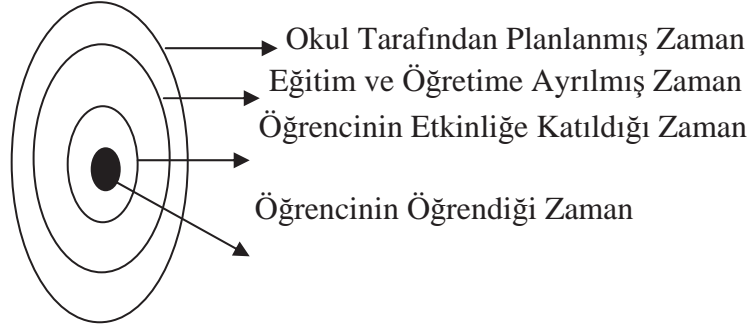 Okul Tarafından Planlanmış Zaman
Eğitim ve Öğretime Ayrılmış Zaman
Öğrencinin Etkinliğe Katıldığı Zaman
Öğrencinin Öğrendiği Zaman